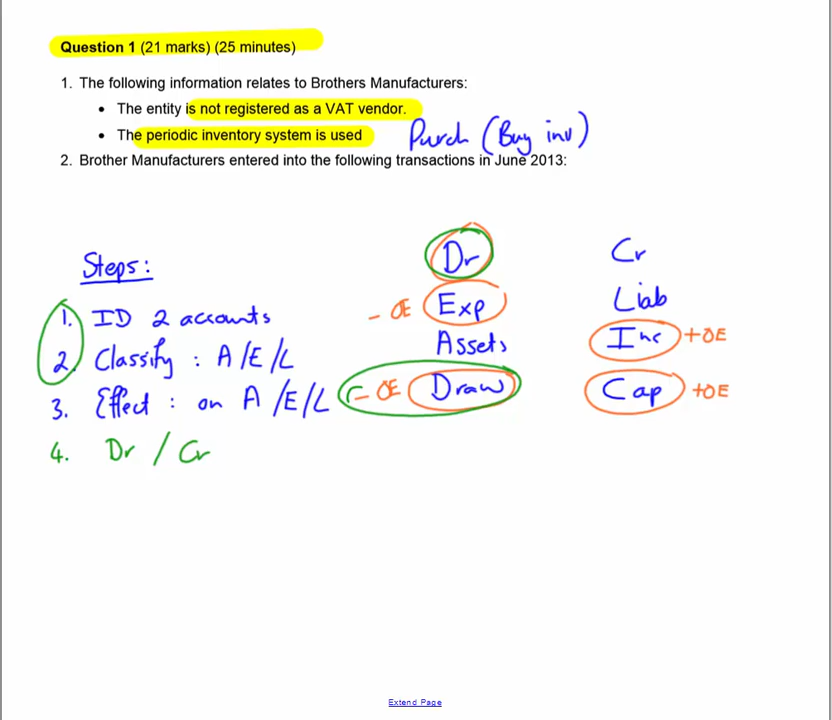 Question 1 (21 marks) (25 minutes)
1. The following information relates to Brothers Manufacturers:
• The entity is not registered as a VAT vendor.
• The periodic inventory system is used Purch (Buy inv)
2. Brother Manufacturers entered into the following transactions in June 2013:
Steps: Dr Cr
1. ID 2 accounts - OE Exp Liab
2. Classify : A/E/L Assets Inc +OE
3. Effect : on A/E/L - OE Draw Cap +OE
4. Dr / Cr
Extend Page